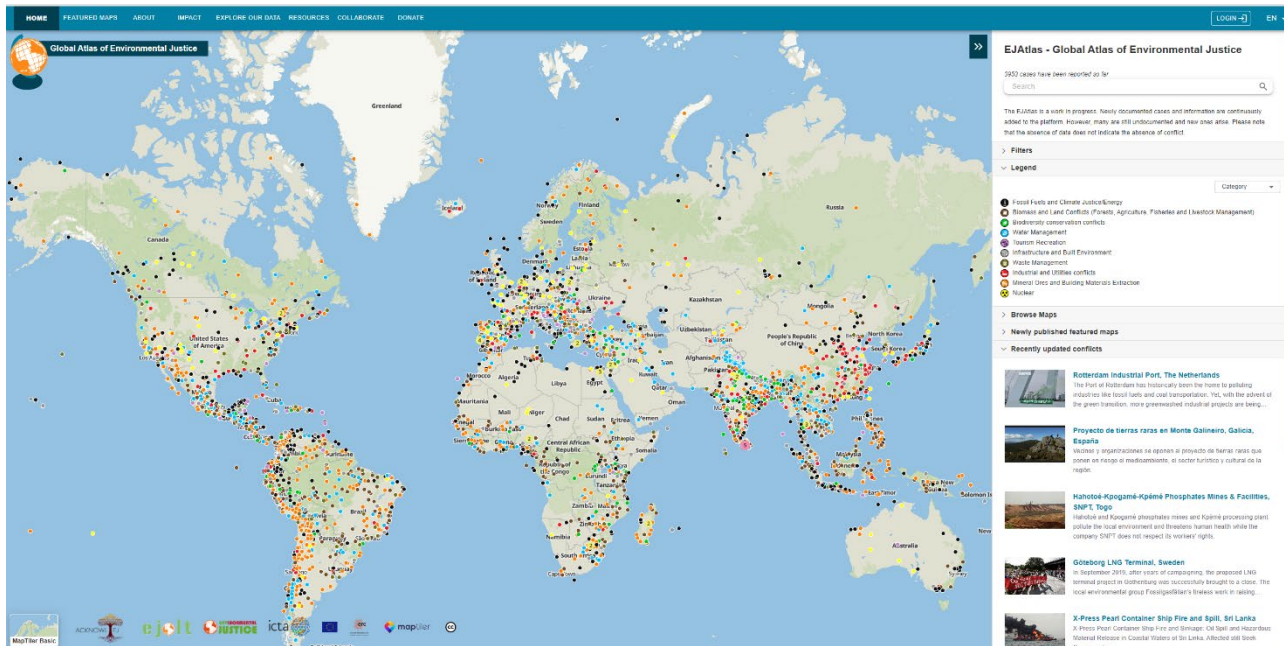 HOME
FEATURED MAPS
ABOUT
IMPACT
EXPLORE OUR DATA
RESOURCES
COLLABORATE
DONATE
LOGIN
EN
Global Atlas of Environmental Justice
Greenland
Iceland
Norway
Finland
Sweden
Russia
Canada
Denmark
Ukraine
Kazakhstan
Mongolia
United States
of America
Uzbekistan
People's Republic
of China
North Korea
South Korea
Afghanistan
Morocco
Algeria
Libya
Egypt
Iraq
Iran
Kuwait
Qatar
Pakistan
Oman
Cuba
Mauritania
Mali
Niger
Chad
Sudan
Eritrea
Yemen
Central African
Republic
Ethiopia
Somalia
Republic of
the Congo
Burundi
Tanzania
Zambia
Namibia
South Africa
East Timor
Solomon Is
Brazil
Australia
Sydney
MapTiler Basic
ejolt
JUSTICE
icta
erc
maptiler
cc
EJAtlas - Global Atlas of Environmental Justice
3953 cases have been reported so far
Search
The EJAtlas is a work in progress. Newly documented cases and information are continuously
added to the platform. However, many are still undocumented and new ones arise. Please note
that the absence of data does not indicate the absence of conflict.
Filters
Legend
Category
Fossil Fuels and Climate Justice/Energy
Biomass and Land Conflicts (Forests, Agriculture, Fisheries and Livestock Management)
Biodiversity conservation conflicts
Water Management
Tourism Recreation
Infrastructure and Built Environment
Waste Management
Industrial and Utilities conflicts
Mineral Ores and Building Materials Extraction
Nuclear
Browse Maps
Newly published featured maps
Recently updated conflicts
Rotterdam Industrial Port, The Netherlands
The Port of Rotterdam has historically been the home to polluting
industries like fossil fuels and coal transportation. Yet, with the advent of
the green transition, more greenwashed industrial projects are being...
Proyecto de tierras raras en Monte Galineiro, Galicia,
España
Vecinos y organizaciones se oponen al proyecto de tierras raras que
ponen en riesgo el medioambiente, el sector turístico y cultural de la
región.
Hahotoé-Kpogamé-Kpémé Phosphates Mines & Facilities,
SNPT, Togo
Hahotoé and Kpogamé phosphates mines and Kpémé processing plant
pollute the local environment and threatens human health while the
company SNPT does not respect its workers' rights.
Göteborg LNG Terminal, Sweden
In September 2019, after years of campaigning, the proposed LNG
terminal project in Gothenburg was successfully brought to a close. The
local environmental group Fossilgasfällan's tireless work in raising...
X-Press Pearl Container Ship Fire and Spill, Sri Lanka
X-Press Pearl Container Ship Fire and Sinkage: Oil Spill and Hazardous
Material Release in Coastal Waters of Sri Lanka. Affected still Seek